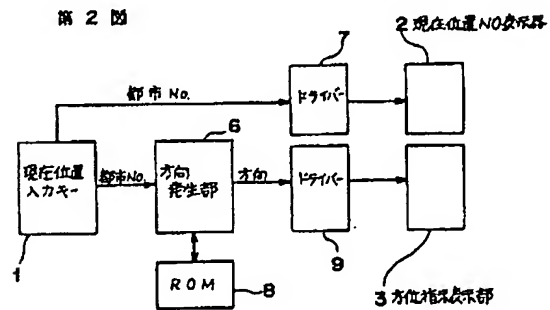 第2図
7
2 現在位置NO表示部
都市No.
ドライバー
6
現在位置
入力キー
都市No.
方向
発生部
方向
ドライバー
1
ROM
8
9
3 方位指示表示部